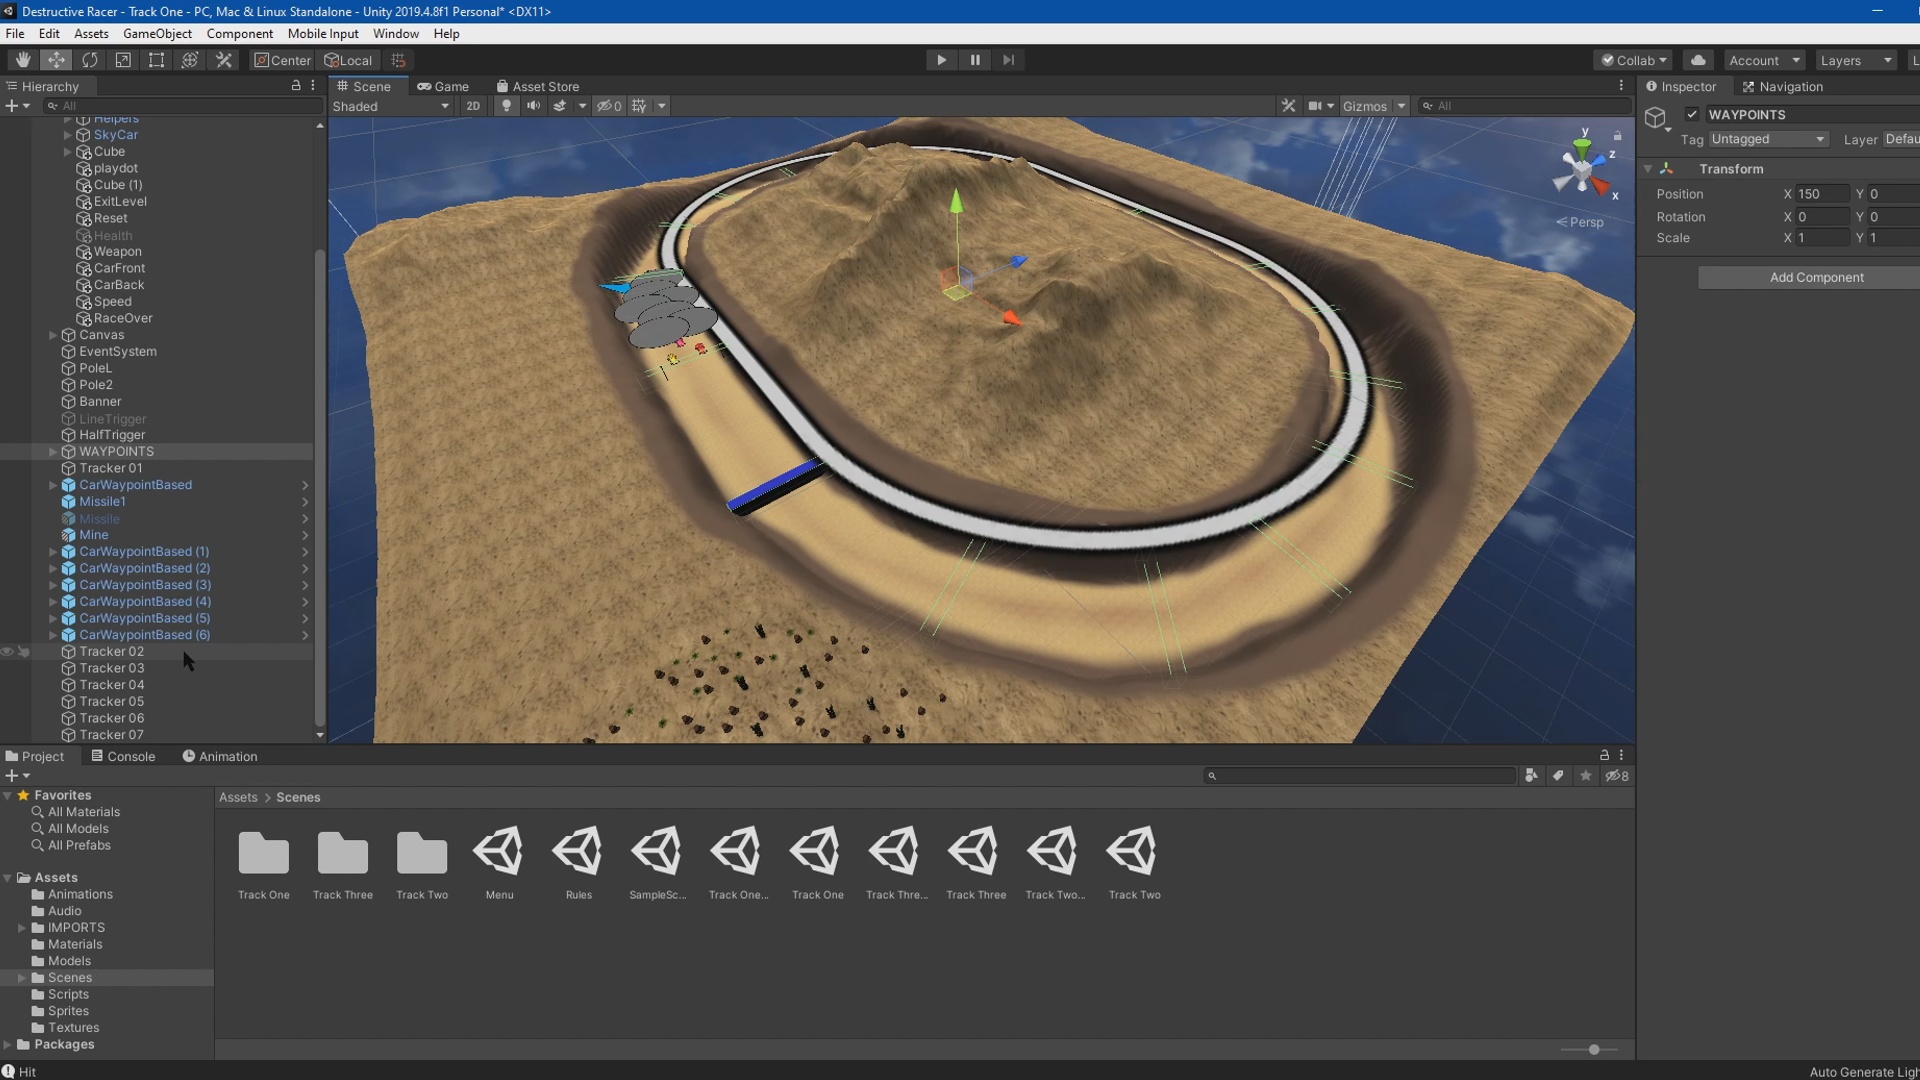 Destructive Racer - Track One - PC, Mac & Linux Standalone - Unity 2019.4.8f1 Personal* <DX11>
File Edit Assets GameObject Component Mobile Input Window Help
Center Local Collab Account Layers
Hierarchy Scene Game Asset Store Inspector Navigation
All Shaded 2D 0 Gizmos All
WAYPOINTS
Tag Untagged Layer Defau
Transform
Position X 150 Y 0
Rotation X 0 Y 0
Scale X 1 Y 1
Add Component
y
z
x
Persp
Helpers
SkyCar
Cube
playdot
Cube (1)
ExitLevel
Reset
Health
Weapon
CarFront
CarBack
Speed
RaceOver
Canvas
EventSystem
PoleL
Pole2
Banner
LineTrigger
HalfTrigger
WAYPOINTS
Tracker 01
CarWaypointBased
Missile1
Missile
Mine
CarWaypointBased (1)
CarWaypointBased (2)
CarWaypointBased (3)
CarWaypointBased (4)
CarWaypointBased (5)
CarWaypointBased (6)
Tracker 02
Tracker 03
Tracker 04
Tracker 05
Tracker 06
Tracker 07
Project Console Animation
8
Favorites
All Materials
All Models
All Prefabs
Assets
Animations
Audio
IMPORTS
Materials
Models
Scenes
Scripts
Sprites
Textures
Packages
Assets > Scenes
Track One Track Three Track Two Menu Rules SampleSc... Track One... Track One Track Thre... Track Three Track Two... Track Two
Hit
Auto Generate Ligh